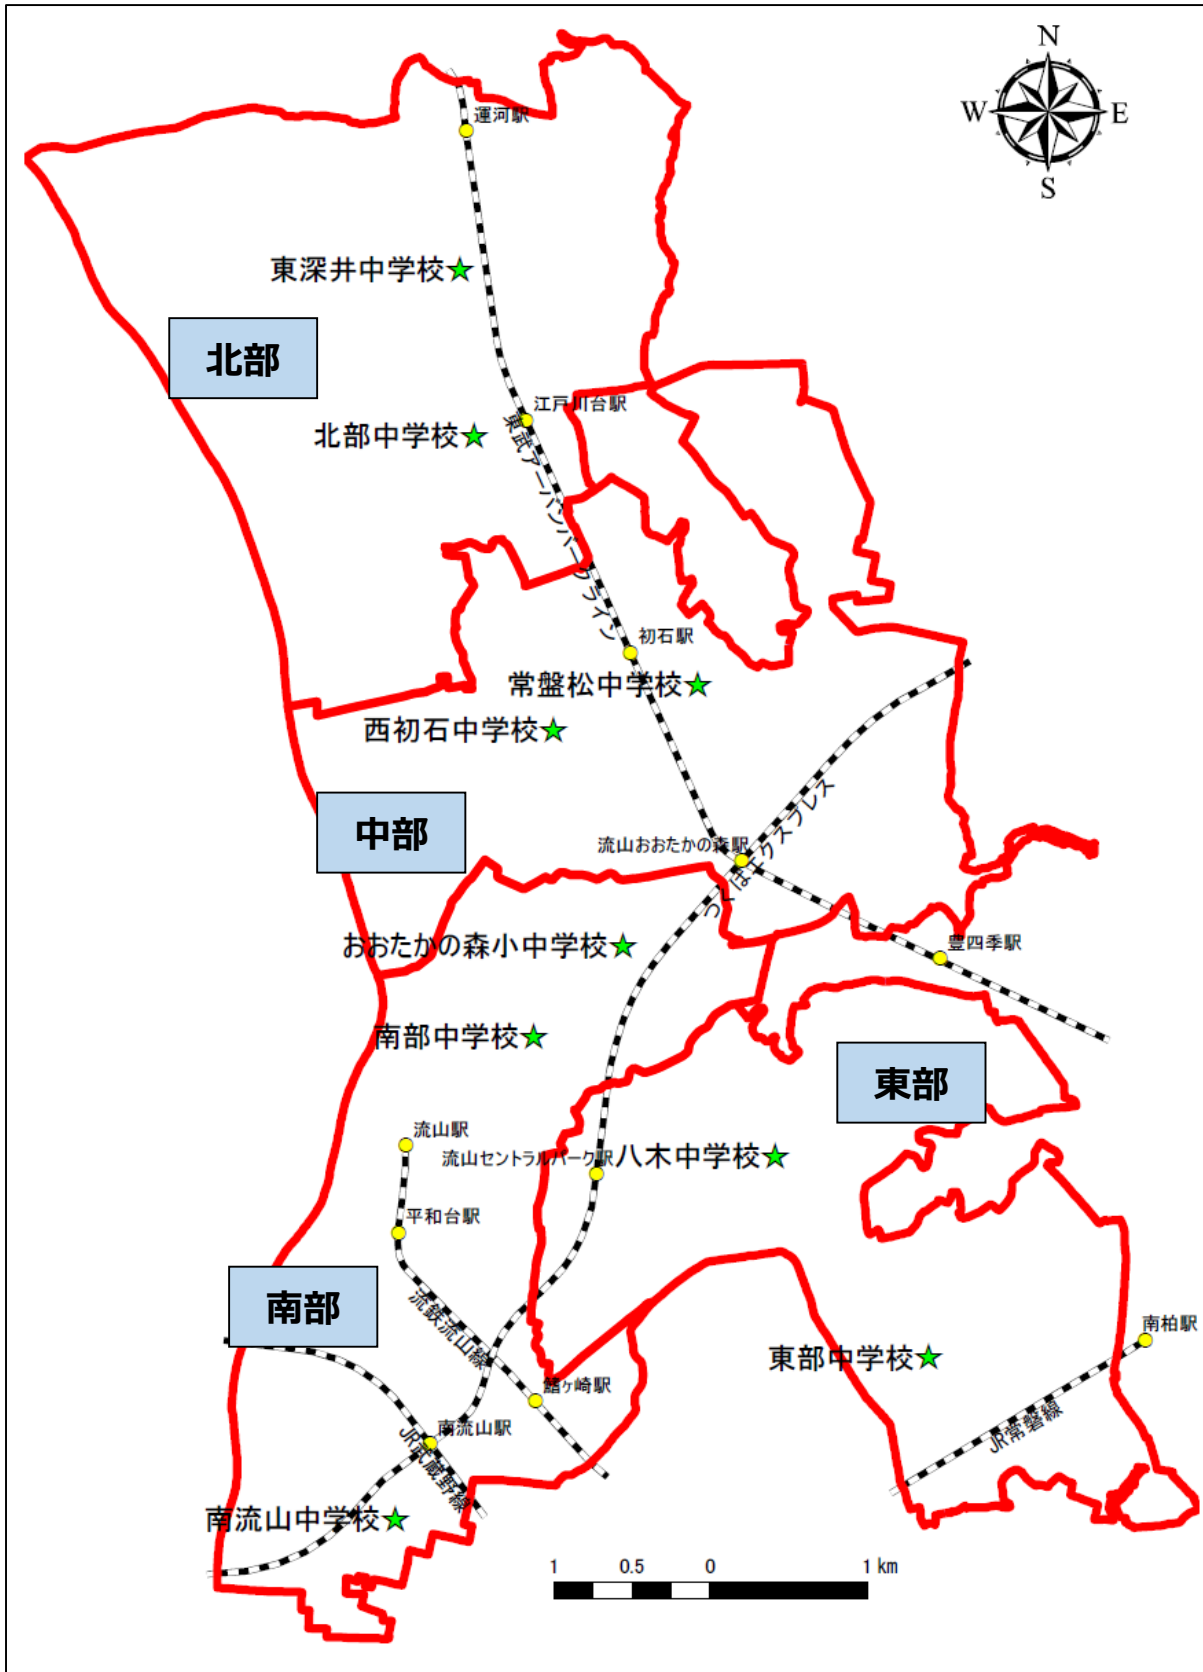 N
W
E
S
運河駅
東深井中学校
北部
江戸川台駅
北部中学校
東武アーバンパークライン
初石駅
常盤松中学校
西初石中学校
中部
流山おおたかの森駅
つくばエクスプレス
おおたかの森小中学校
豊四季駅
南部中学校
東部
流山駅
流山セントラルパーク駅
八木中学校
平和台駅
南部
流鉄流山線
南柏駅
東部中学校
鰭ヶ崎駅
JR常磐線
南流山駅
JR武蔵野線
南流山中学校
1 0.5 0 1 km